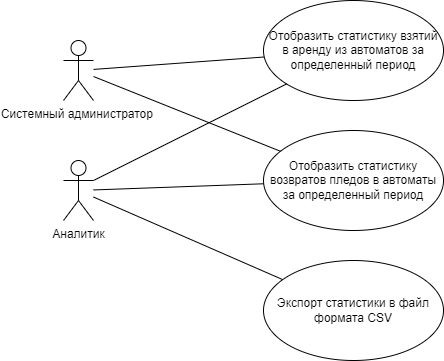 Отобразить статистику взятий
в аренду из автоматов за
определенный период
Системный администратор
Отобразить статистику
возвратов пледов в автоматы
за определенный период
Аналитик
Экспорт статистики в файл
формата CSV